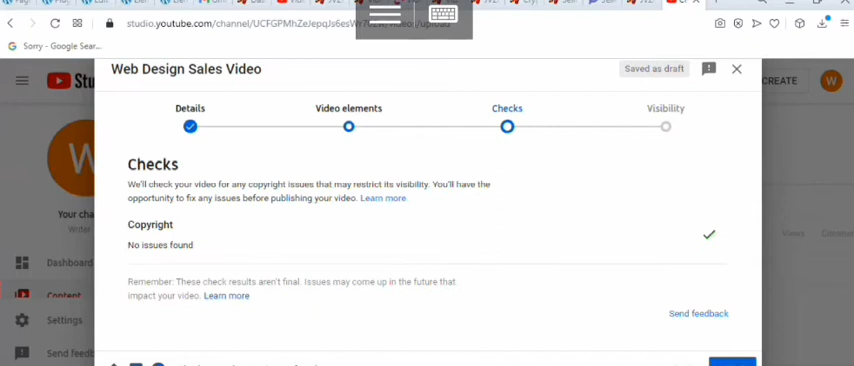 studio.youtube.com/channel/
Sorry - Google Sear...
Web Design Sales Video
Saved as draft
CREATE
W
Details
Video elements
Checks
Visibility
Checks
We'll check your video for any copyright issues that may restrict its visibility. You'll have the
opportunity to fix any issues before publishing your video. Learn more
Copyright
No issues found
Remember: These check results aren't final. Issues may come up in the future that
impact your video. Learn more
Send feedback
Your cha
Writer
Dashboard
Content
Settings
Send feedb
Views